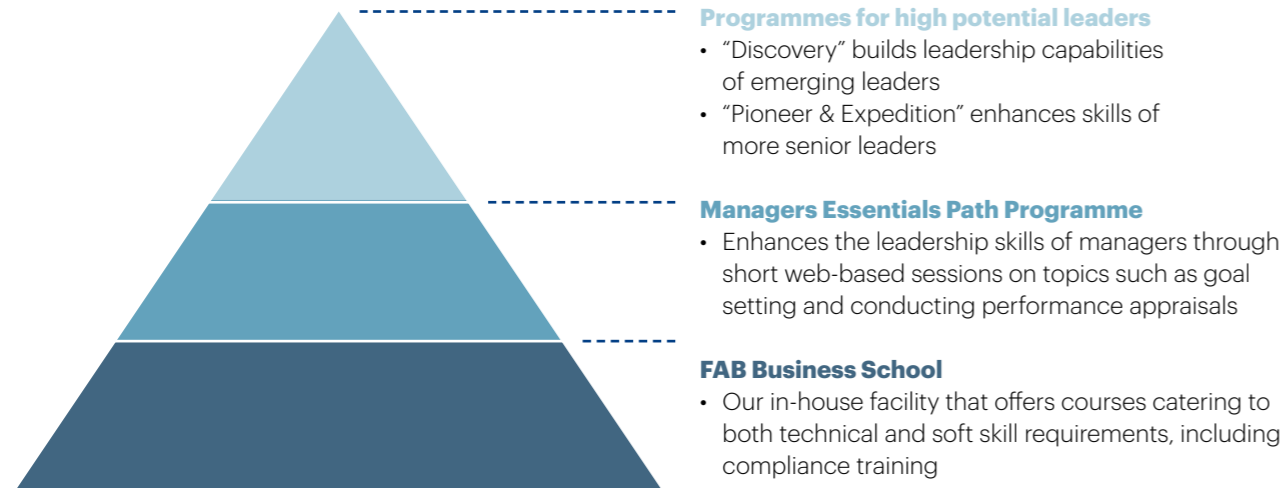 Programmes for high potential leaders
• “Discovery” builds leadership capabilities
of emerging leaders
• “Pioneer & Expedition” enhances skills of
more senior leaders
Managers Essentials Path Programme
• Enhances the leadership skills of managers through
short web-based sessions on topics such as goal
setting and conducting performance appraisals
FAB Business School
• Our in-house facility that offers courses catering to
both technical and soft skill requirements, including
compliance training